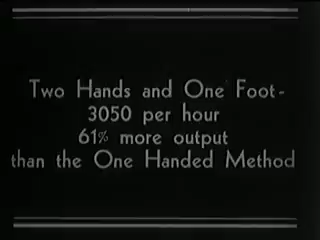 Two Hands and One Foot-
3050 per hour
61% more output
than the One Handed Method